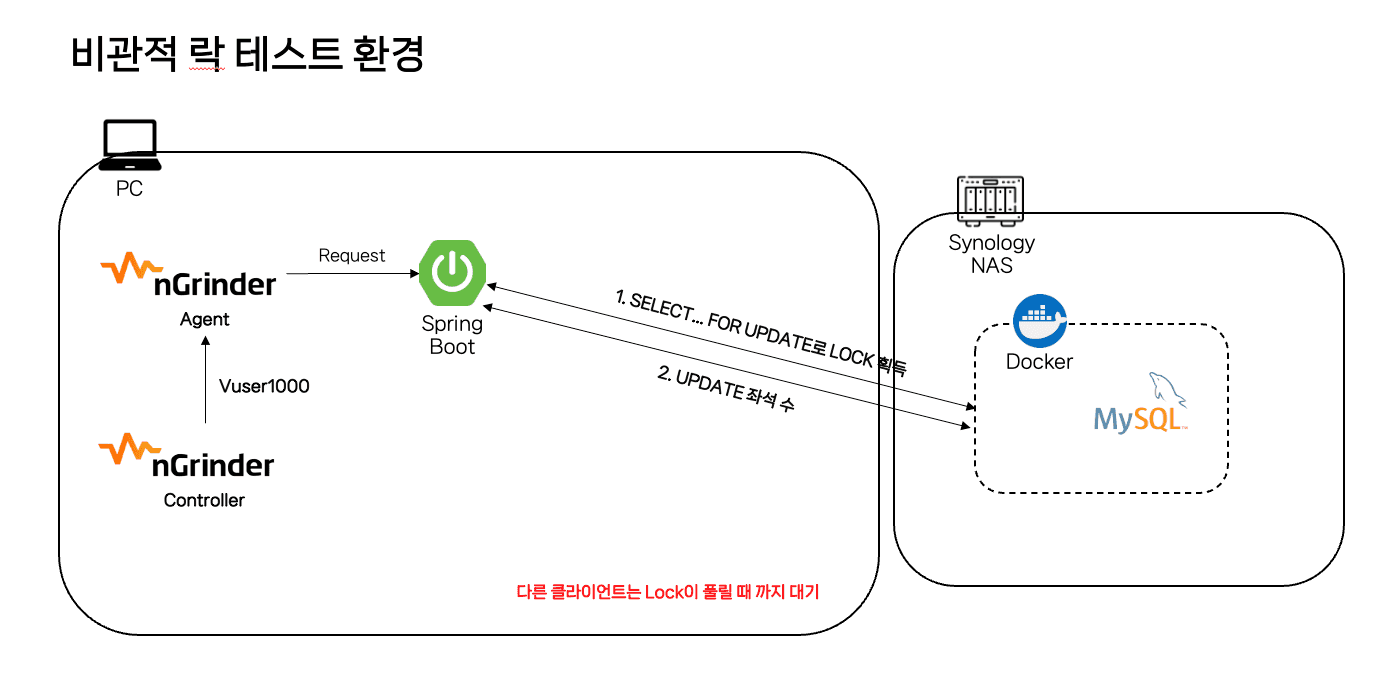 비관적 락 테스트 환경
PC
Synology
NAS
nGrinder
Agent
Request
Spring
Boot
1. SELECT... FOR UPDATE로 LOCK 획득
2. UPDATE 좌석 수
Docker
MySQL™
Vuser1000
nGrinder
Controller
다른 클라이언트는 Lock이 풀릴 때 까지 대기